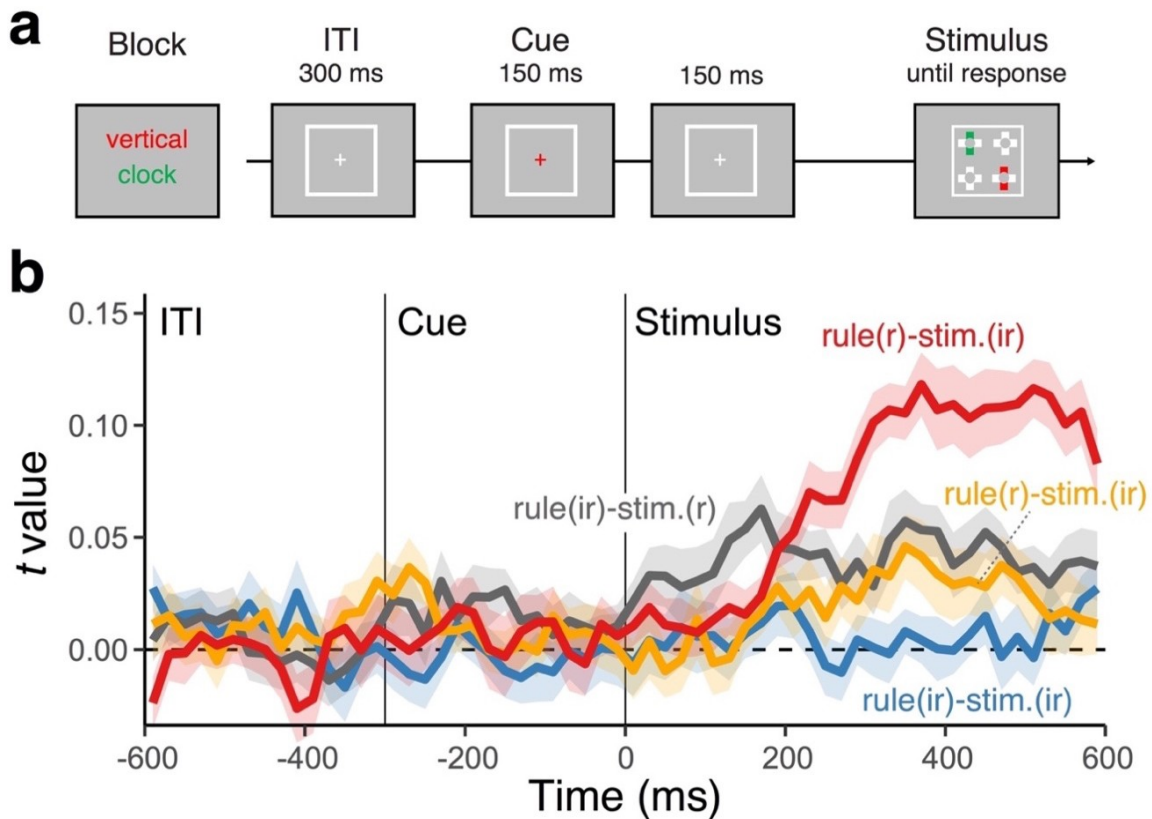 a
Block
ITI
300 ms
Cue
150 ms
150 ms
Stimulus
until response
vertical
clock
b
0.15
0.10
0.05
0.00
t value
ITI
Cue
Stimulus
rule(r)-stim.(ir)
rule(ir)-stim.(r)
rule(r)-stim.(ir)
rule(ir)-stim.(ir)
-600
-400
-200
0
200
400
600
Time (ms)